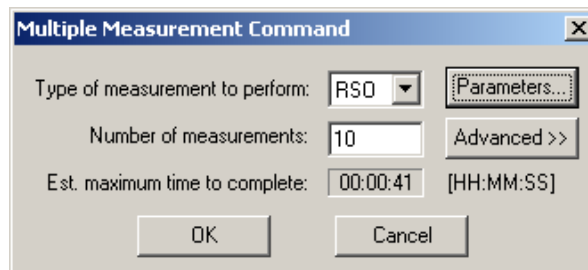 Multiple Measurement Command
Type of measurement to perform: RSO Parameters...
Number of measurements: 10 Advanced >>
Est. maximum time to complete: 00:00:41 [HH:MM:SS]
OK Cancel